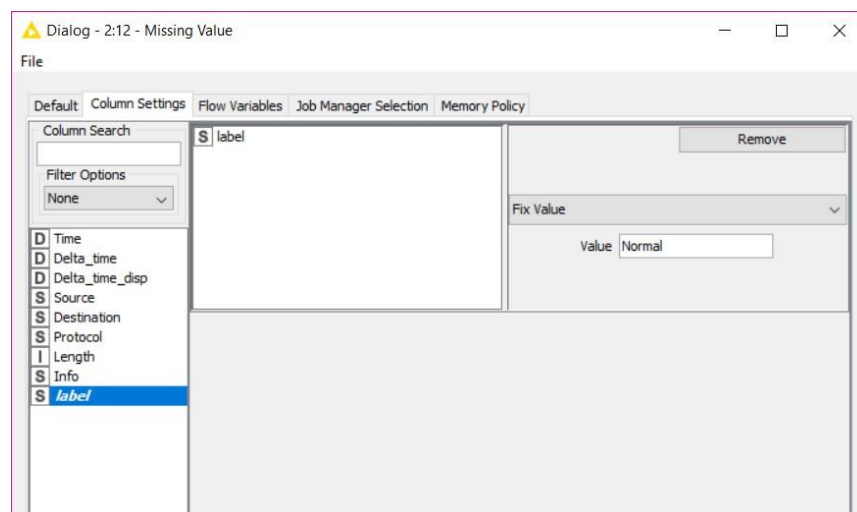 Dialog - 2:12 - Missing Value
File
Default Column Settings Flow Variables Job Manager Selection Memory Policy
Column Search
Filter Options
None
D Time
D Delta_time
D Delta_time_disp
S Source
S Destination
S Protocol
I Length
S Info
S label
S label
Remove
Fix Value
Value Normal